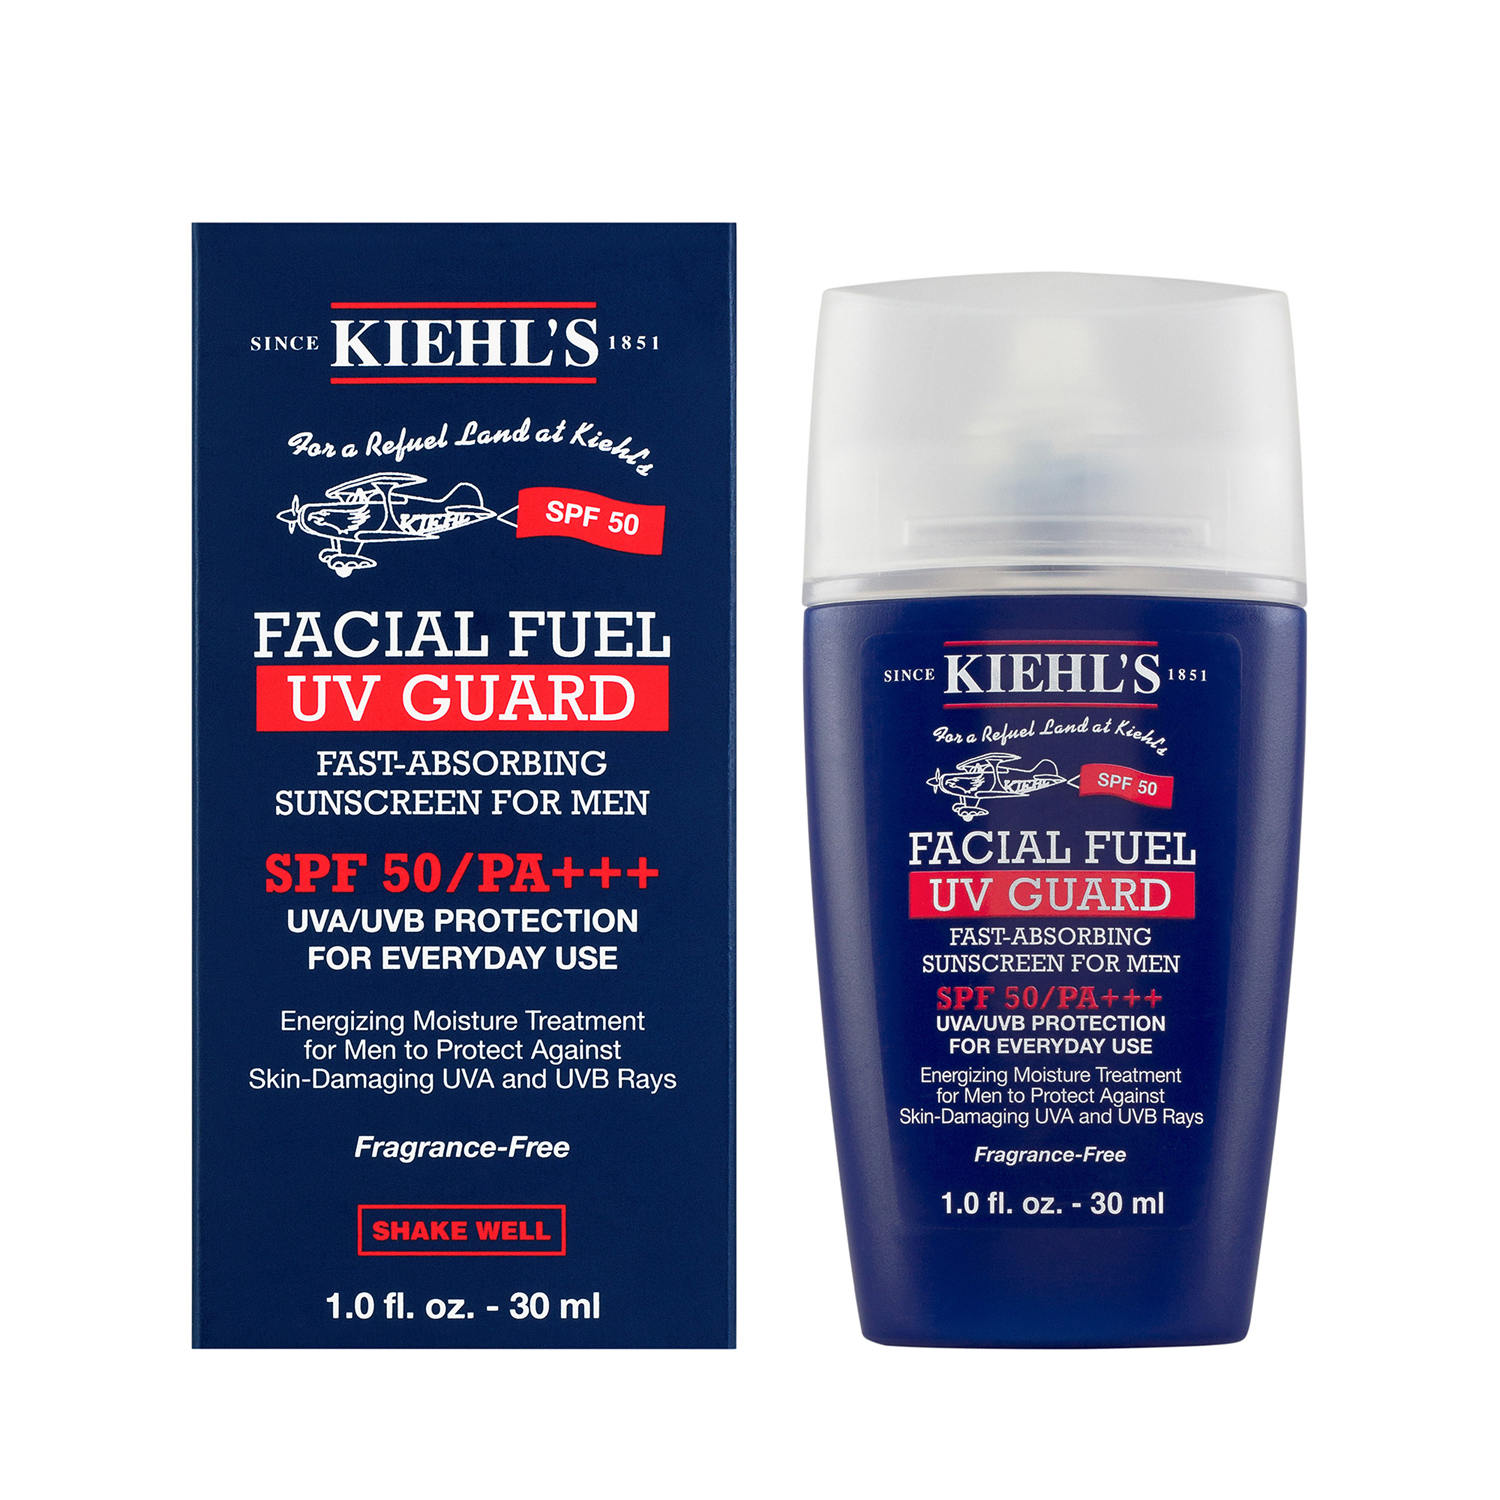 SINCE KIEHL'S 1851
For a Refuel Land at Kiehl's
KIEHL
SPF 50
FACIAL FUEL
UV GUARD
FAST-ABSORBING
SUNSCREEN FOR MEN
SPF 50/PA+++
UVA/UVB PROTECTION
FOR EVERYDAY USE
Energizing Moisture Treatment
for Men to Protect Against
Skin-Damaging UVA and UVB Rays
Fragrance-Free
SHAKE WELL
1.0 fl. oz. - 30 ml
SINCE KIEHL'S 1851
For a Refuel Land at Kiehl's
KIEHL
SPF 50
FACIAL FUEL
UV GUARD
FAST-ABSORBING
SUNSCREEN FOR MEN
SPF 50/PA+++
UVA/UVB PROTECTION
FOR EVERYDAY USE
Energizing Moisture Treatment
for Men to Protect Against
Skin-Damaging UVA and UVB Rays
Fragrance-Free
1.0 fl. oz. - 30 ml